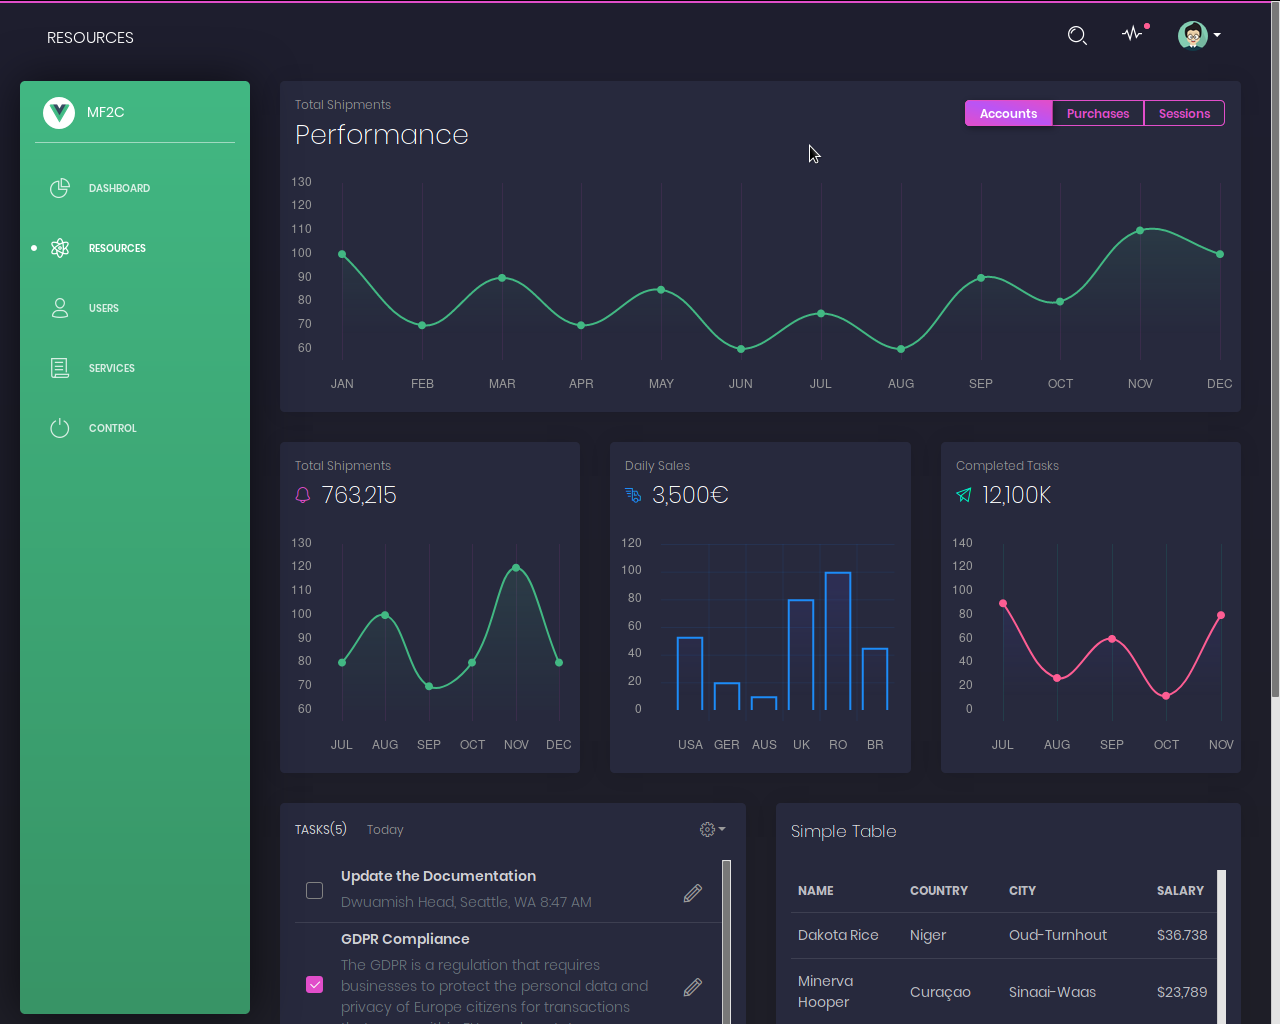 RESOURCES
MF2C
DASHBOARD
RESOURCES
USERS
SERVICES
CONTROL
Total Shipments
Performance
Accounts Purchases Sessions
130
120
110
100
90
80
70
60
JAN FEB MAR APR MAY JUN JUL AUG SEP OCT NOV DEC
Total Shipments
763,215
130
120
110
100
90
80
70
60
JUL AUG SEP OCT NOV DEC
Daily Sales
3,500€
120
100
80
60
40
20
0
USA GER AUS UK RO BR
Completed Tasks
12,100K
140
120
100
80
60
40
20
0
JUL AUG SEP OCT NOV
TASKS(5) Today
Update the Documentation
Dwuamish Head, Seattle, WA 8:47 AM
GDPR Compliance
The GDPR is a regulation that requires
businesses to protect the personal data and
privacy of Europe citizens for transactions
Simple Table
NAME COUNTRY CITY SALARY
Dakota Rice Niger Oud-Turnhout $36.738
Minerva
Hooper Curaçao Sinaai-Waas $23,789